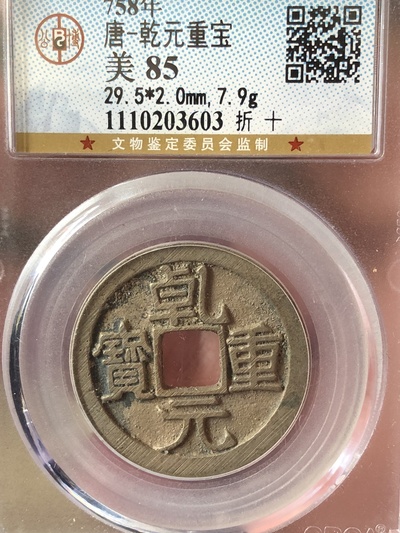 758年
唐-乾元重宝
美 85
29.5*2.0mm,7.9g
1110203603 折 十
文物鉴定委员会监制
乾元重寶